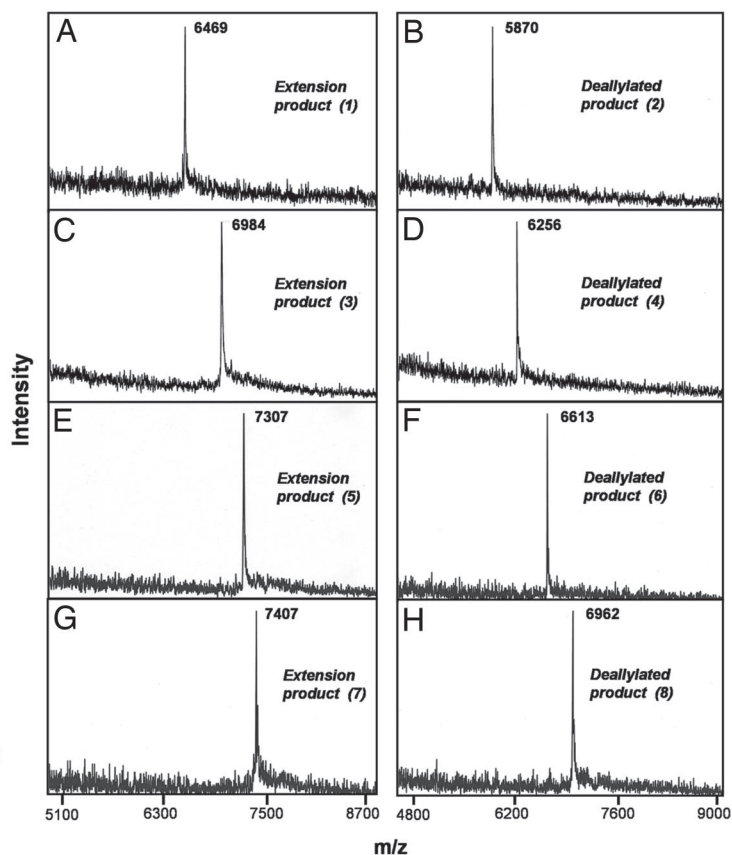 A
6469
Extension
product (1)
B
5870
Deallylated
product (2)
C
6984
Extension
product (3)
D
6256
Deallylated
product (4)
E
7307
Extension
product (5)
F
6613
Deallylated
product (6)
G
7407
Extension
product (7)
H
6962
Deallylated
product (8)
Intensity
5100 6300 7500 8700
4800 6200 7600 9000
m/z